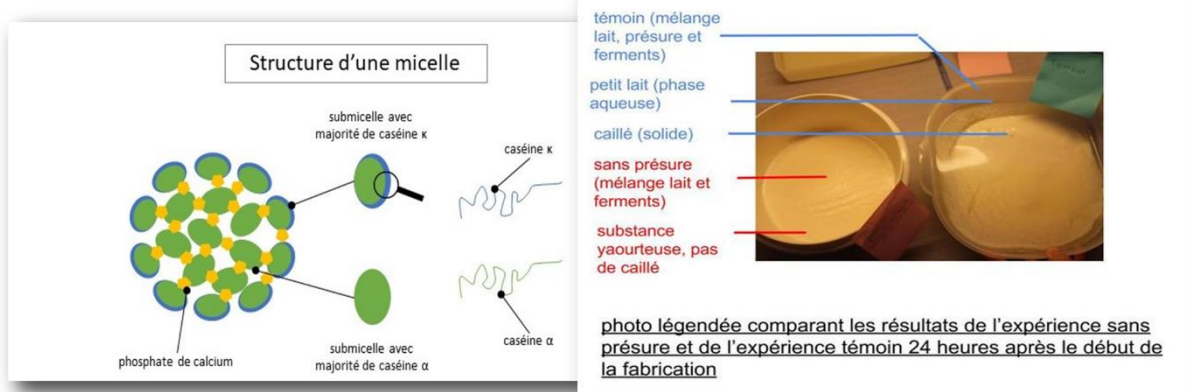 Structure d'une micelle
submicelle avec
majorité de caséine κ
caséine κ
phosphate de calcium
submicelle avec
majorité de caséine α
caséine α
témoin (mélange
lait, présure et
ferments)
petit lait (phase
aqueuse)
caillé (solide)
sans présure
(mélange lait et
ferments)
substance
yaourteuse, pas
de caillé
photo légendée comparant les résultats de l'expérience sans
présure et de l'expérience témoin 24 heures après le début de
la fabrication